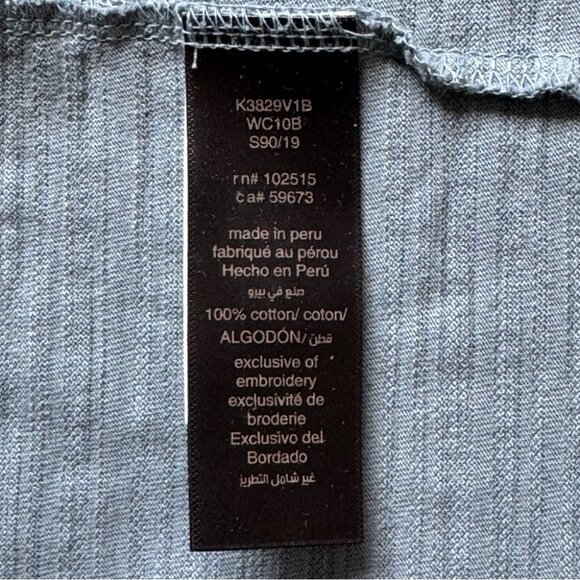 K3829V1B
WC10B
S90/19
rn# 102515
ca# 59673
made in peru
fabriqué au pérou
Hecho en Perú
صنع في بيرو
100% cotton/ coton/
ALGODÓN/ قطن
exclusive of
embroidery
exclusivité de
broderie
Exclusivo del
Bordado
غير شامل التطريز